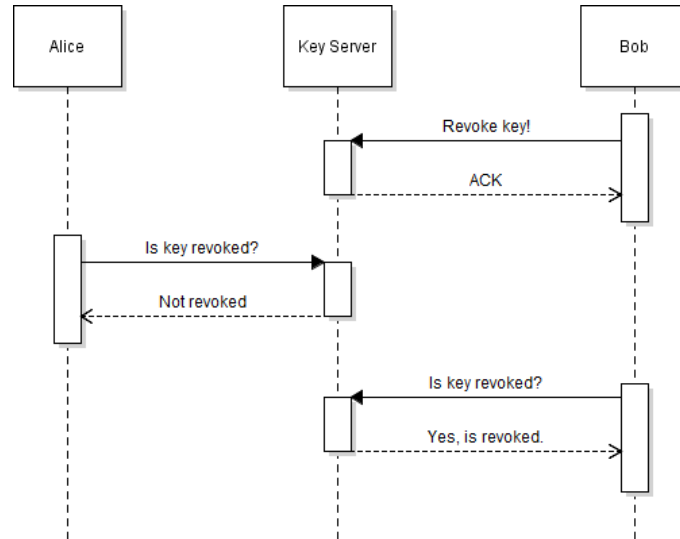 Alice
Key Server
Bob
Revoke key!
ACK
Is key revoked?
Not revoked
Is key revoked?
Yes, is revoked.